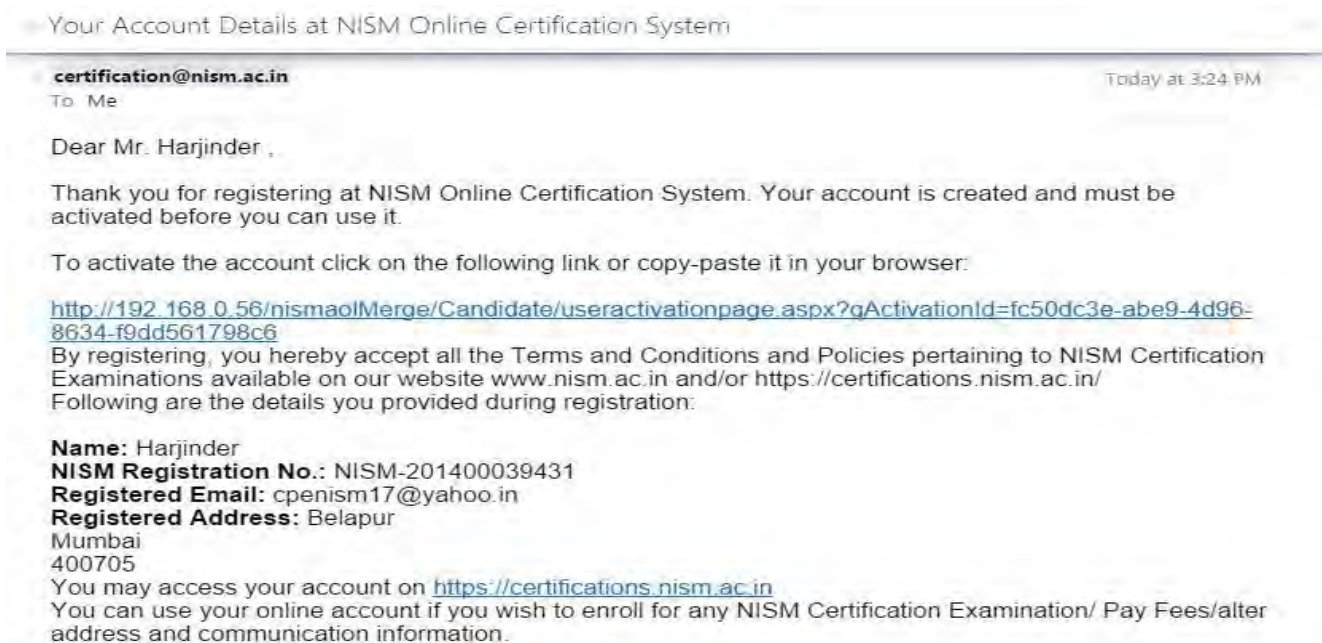 Your Account Details at NISM Online Certification System
certification@nism.ac.in
Today at 3:24 PM
To Me
Dear Mr. Harjinder ,
Thank you for registering at NISM Online Certification System. Your account is created and must be
activated before you can use it.
To activate the account click on the following link or copy-paste it in your browser:
http://192.168.0.56/nismaolMerge/Candidate/useractivationpage.aspx?qActivationId=fc50dc3e-abe9-4d96-
8634-f9dd561798c6
By registering, you hereby accept all the Terms and Conditions and Policies pertaining to NISM Certification
Examinations available on our website www.nism.ac.in and/or https://certifications.nism.ac.in/
Following are the details you provided during registration:
Name: Harjinder
NISM Registration No.: NISM-201400039431
Registered Email: cpenism17@yahoo.in
Registered Address: Belapur
Mumbai
400705
You may access your account on https://certifications.nism.ac.in
You can use your online account if you wish to enroll for any NISM Certification Examination/ Pay Fees/alter
address and communication information.